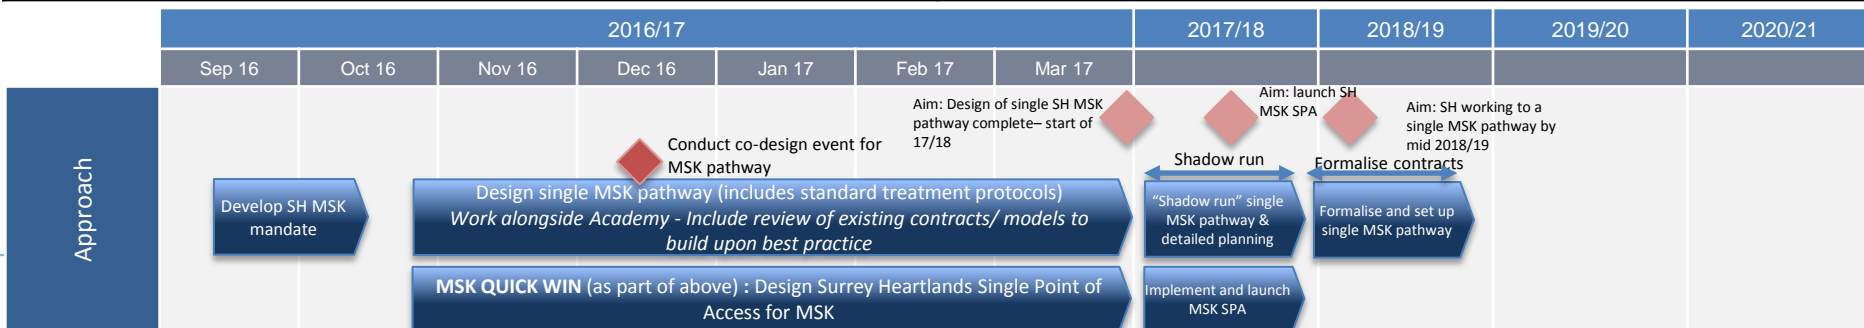 2016/17
2017/18
2018/19
2019/20
2020/21
Sep 16
Oct 16
Nov 16
Dec 16
Jan 17
Feb 17
Mar 17
Approach
Aim: Design of single SH MSK
pathway complete– start of
17/18
Aim: launch SH
MSK SPA
Aim: SH working to a
single MSK pathway by
mid 2018/19
Conduct co-design event for
MSK pathway
Shadow run
Formalise contracts
Develop SH MSK
mandate
Design single MSK pathway (includes standard treatment protocols)
Work alongside Academy - Include review of existing contracts/ models to
build upon best practice
“Shadow run” single
MSK pathway &
detailed planning
Formalise and set up
single MSK pathway
MSK QUICK WIN (as part of above) : Design Surrey Heartlands Single Point of
Access for MSK
Implement and launch
MSK SPA